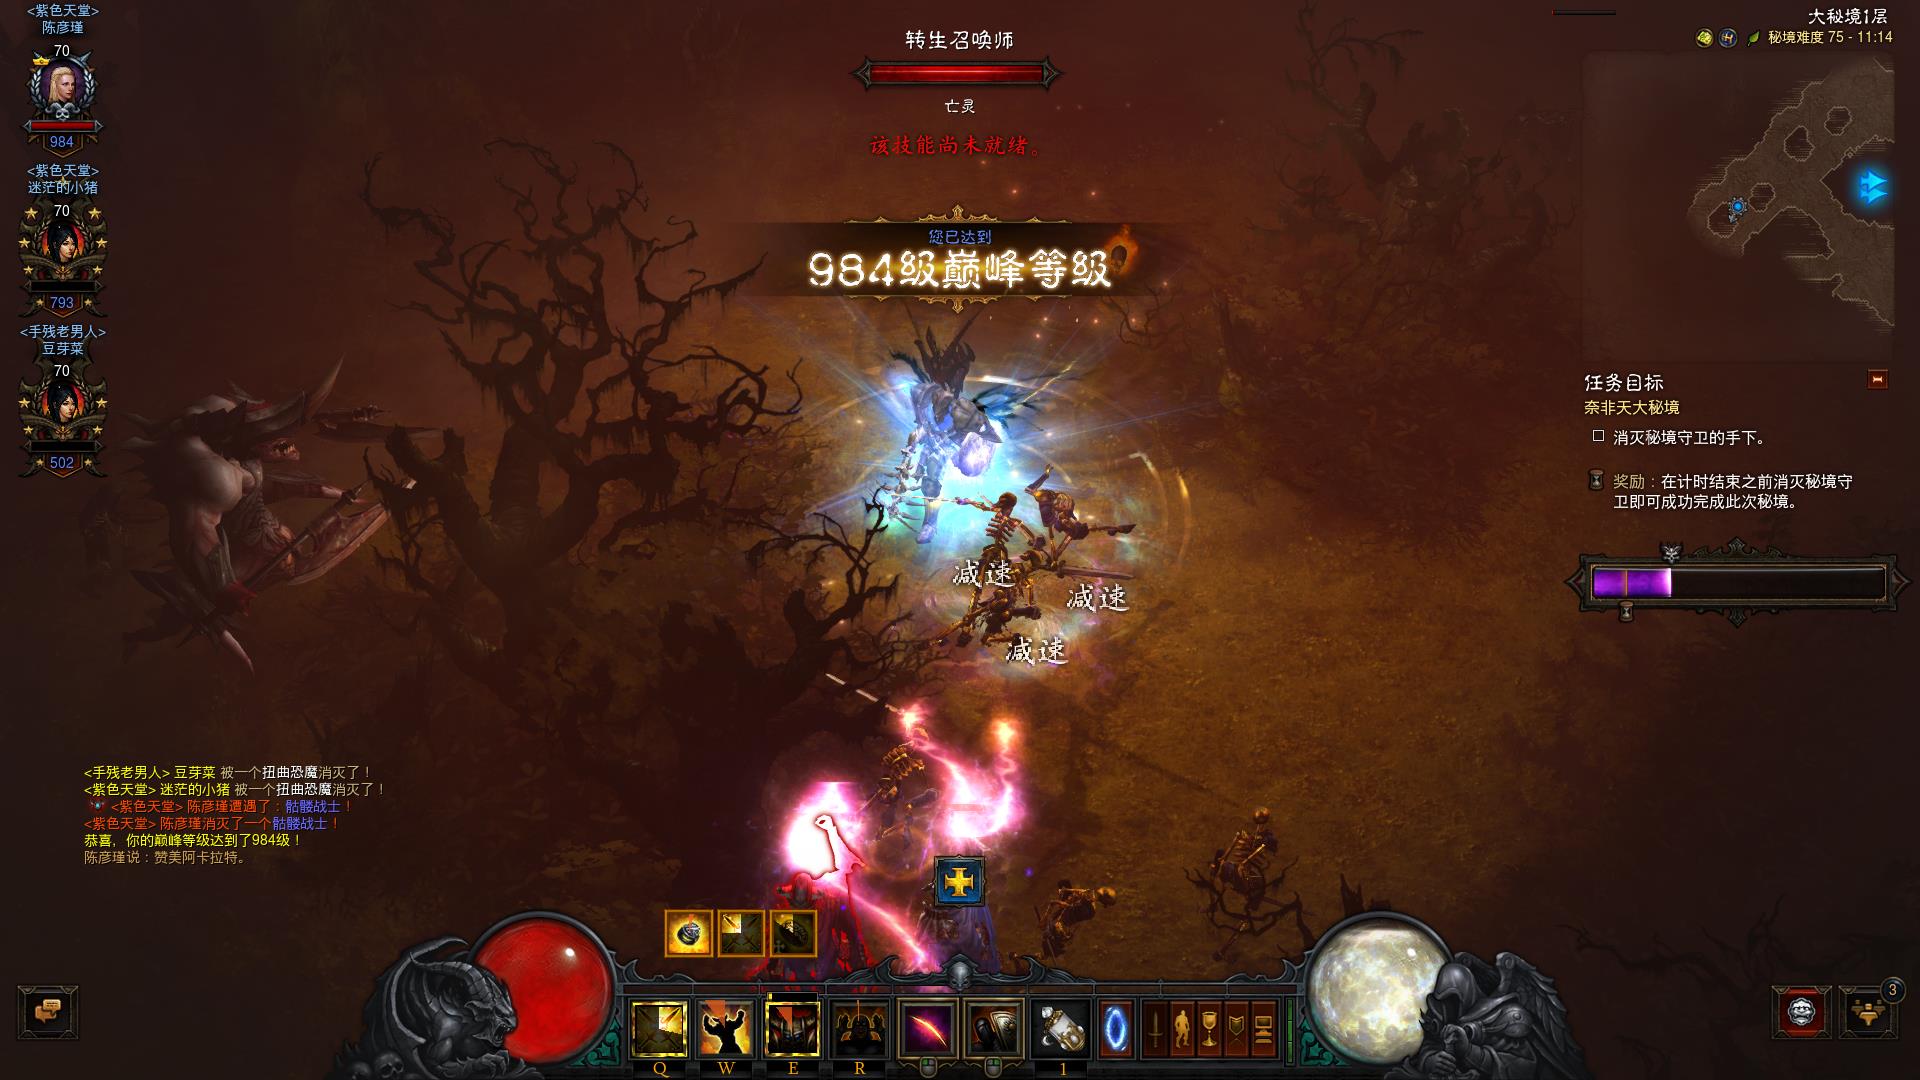 <紫色天堂>
陈彦瑾
70
984
<紫色天堂>
迷茫的小猪
70
793
<手残老男人>
豆芽菜
70
502
转生召唤师
亡灵
该技能尚未就绪。
您已达到
984级巅峰等级
减速
减速
减速
大秘境1层
秘境难度 75 - 11:14
任务目标
奈非天大秘境
消灭秘境守卫的手下。
奖励：在计时结束之前消灭秘境守
卫即可成功完成此次秘境。
<手残老男人> 豆芽菜 被一个扭曲恐魔消灭了！
<紫色天堂> 迷茫的小猪 被一个扭曲恐魔消灭了！
<紫色天堂> 陈彦瑾遭遇了：骷髅战士！
<紫色天堂> 陈彦瑾消灭了一个骷髅战士！
恭喜，你的巅峰等级达到了984级！
陈彦瑾说：赞美阿卡拉特。
Q W E R 1
3